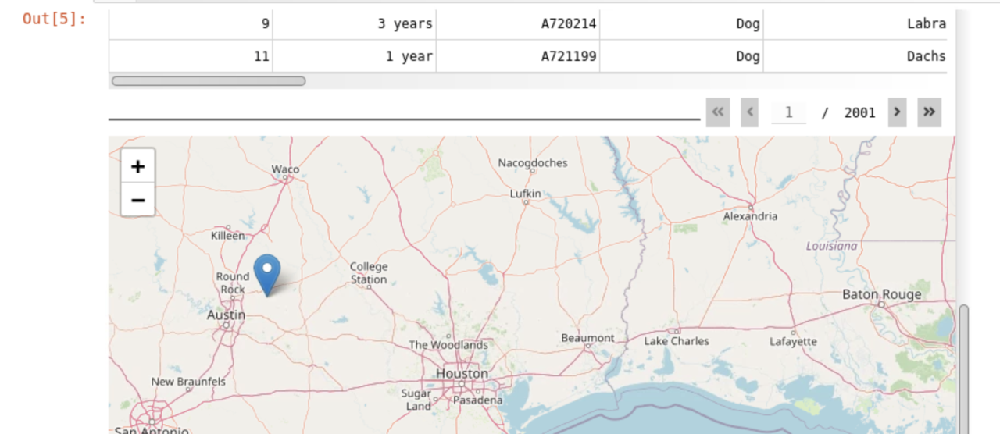 Out[5]:
9 3 years A720214 Dog Labra
11 1 year A721199 Dog Dachs
« ‹ 1 / 2001 › »
+
−
Waco
Nacogdoches
Lufkin
Alexandria
Killeen
Louisiana
College
Station
Round
Rock
Baton Rouge
Austin
Beaumont
Lake Charles
Lafayette
The Woodlands
Houston
New Braunfels
Sugar
Land
Pasadena
San Antonio